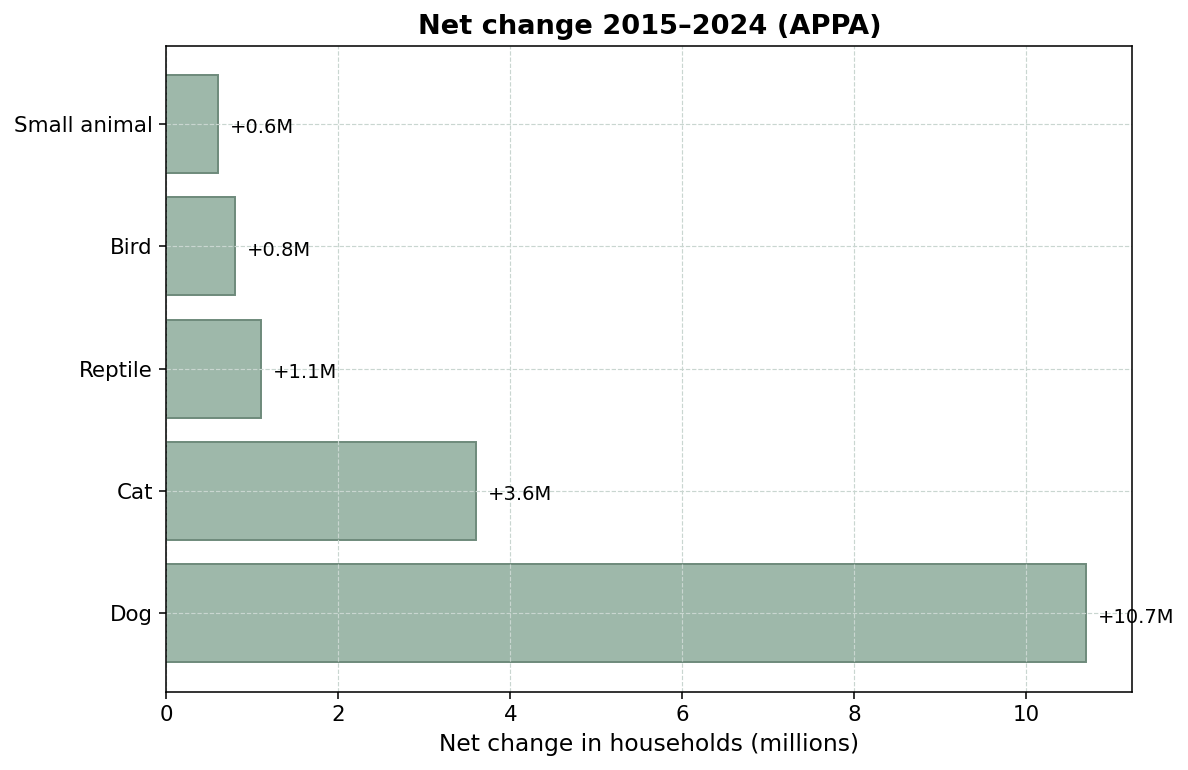 Net change 2015–2024 (APPA)
Small animal
+0.6M
Bird
+0.8M
Reptile
+1.1M
Cat
+3.6M
Dog
+10.7M
0 2 4 6 8 10
Net change in households (millions)